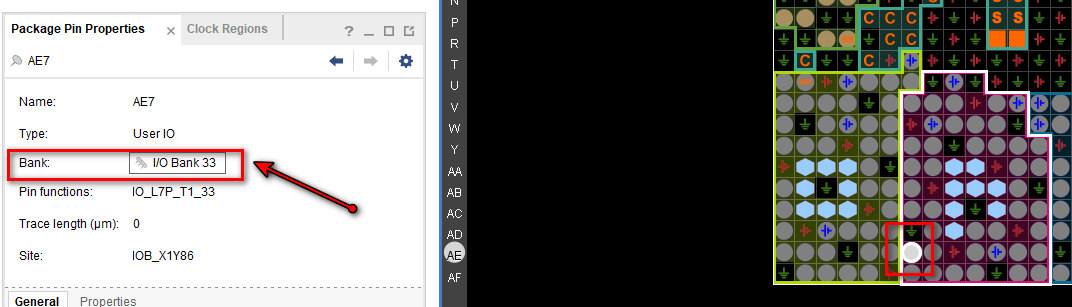 Package Pin Properties
Clock Regions
AE7
Name: AE7
Type: User IO
Bank: I/O Bank 33
Pin functions: IO_L7P_T1_33
Trace length (µm): 0
Site: IOB_X1Y86
General Properties
N
P
R
T
U
V
W
Y
AA
AB
AC
AD
AE
AF
C C S S
C C
C C C